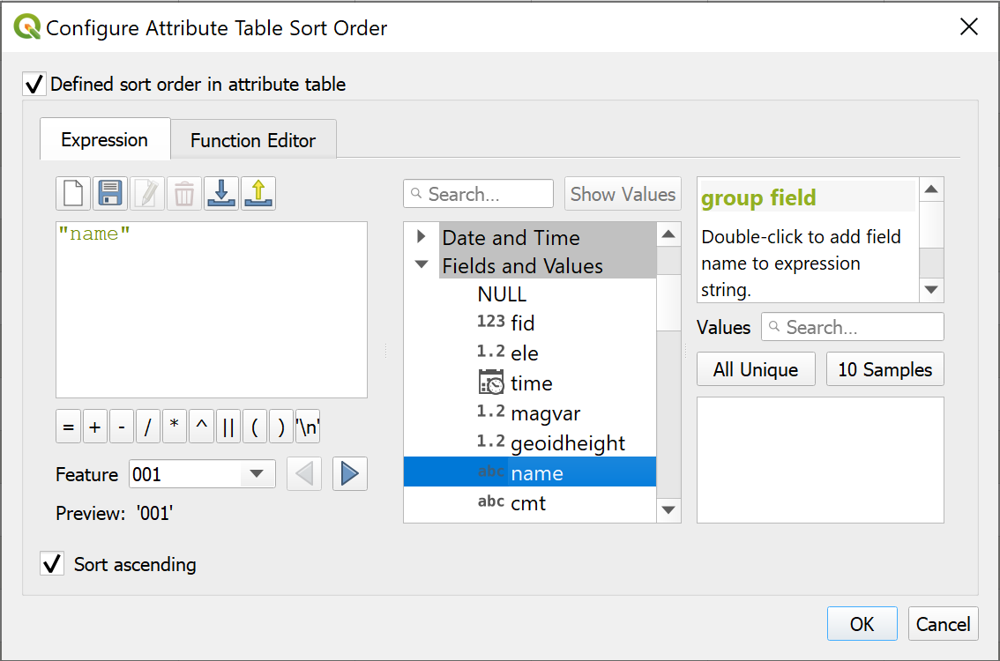 Configure Attribute Table Sort Order
Defined sort order in attribute table
Expression
Function Editor
"name"
= + - / * ^ || ( ) '\n'
Feature 001
Preview: '001'
Sort ascending
Search...
Show Values
Date and Time
Fields and Values
NULL
123 fid
1.2 ele
time
1.2 magvar
1.2 geoidheight
abc name
abc cmt
group field
Double-click to add field
name to expression
string.
Values Search...
All Unique
10 Samples
OK
Cancel